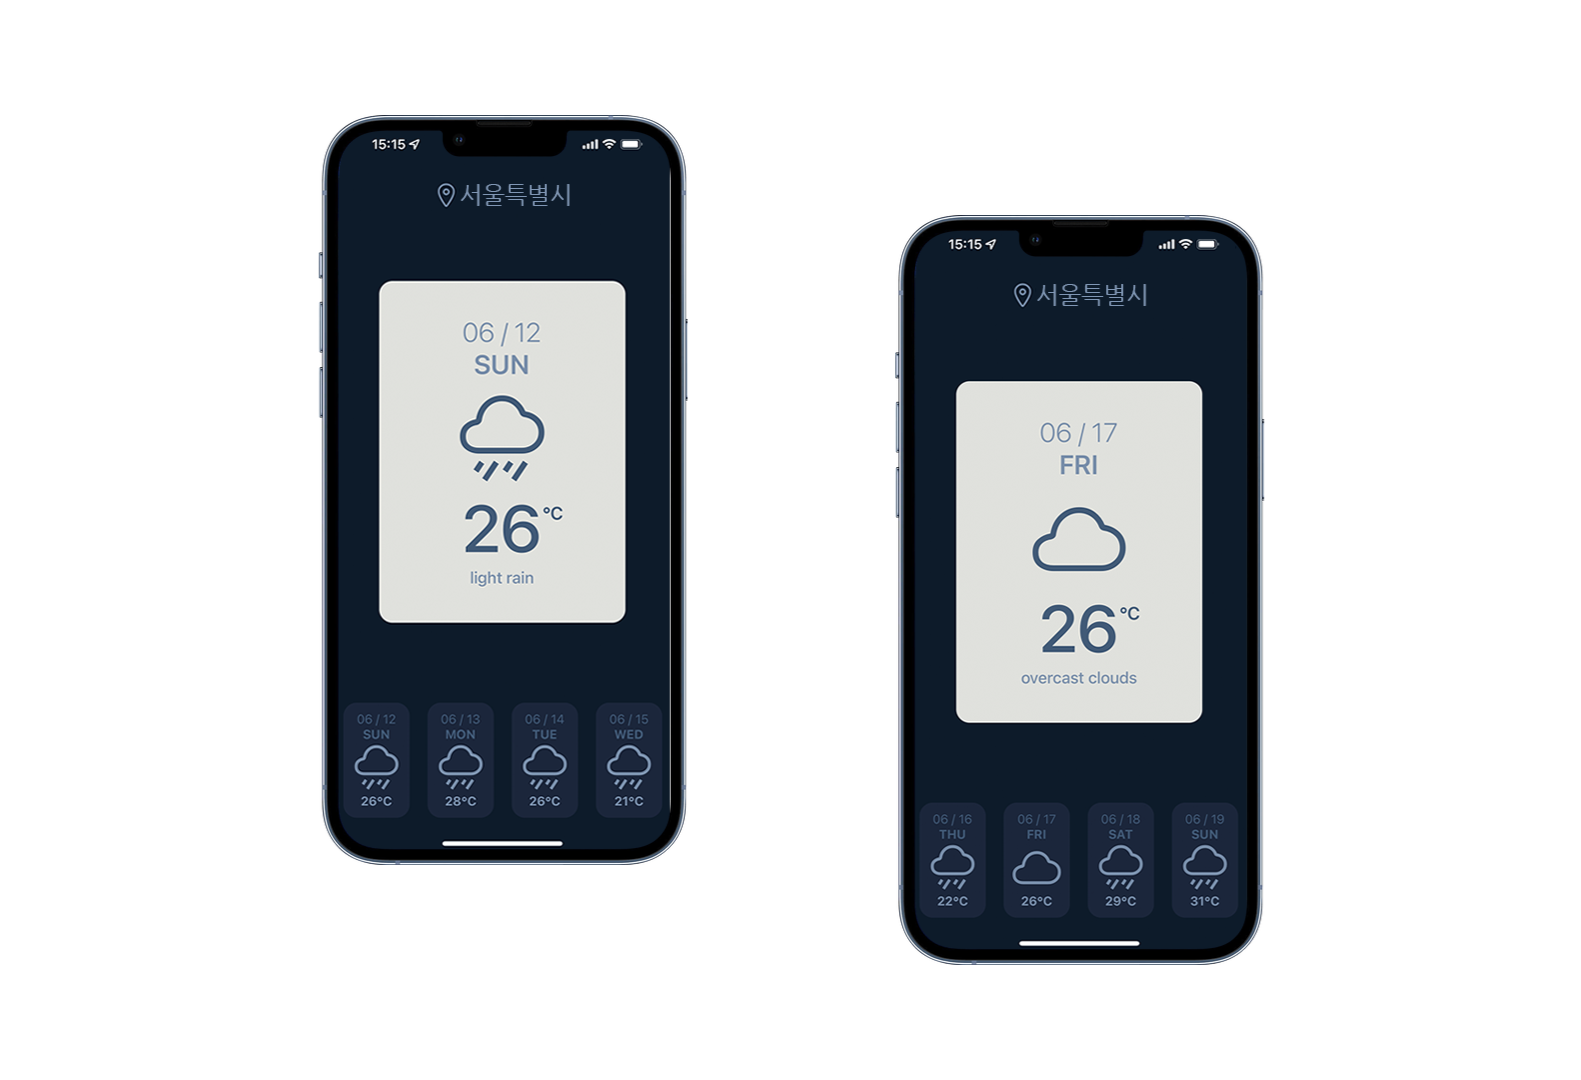 15:15
서울특별시
06 / 12
SUN
26°C
light rain
06 / 12 06 / 13 06 / 14 06 / 15
SUN MON TUE WED
26°C 28°C 26°C 21°C
15:15
서울특별시
06 / 17
FRI
26°C
overcast clouds
06 / 16 06 / 17 06 / 18 06 / 19
THU FRI SAT SUN
22°C 26°C 29°C 31°C